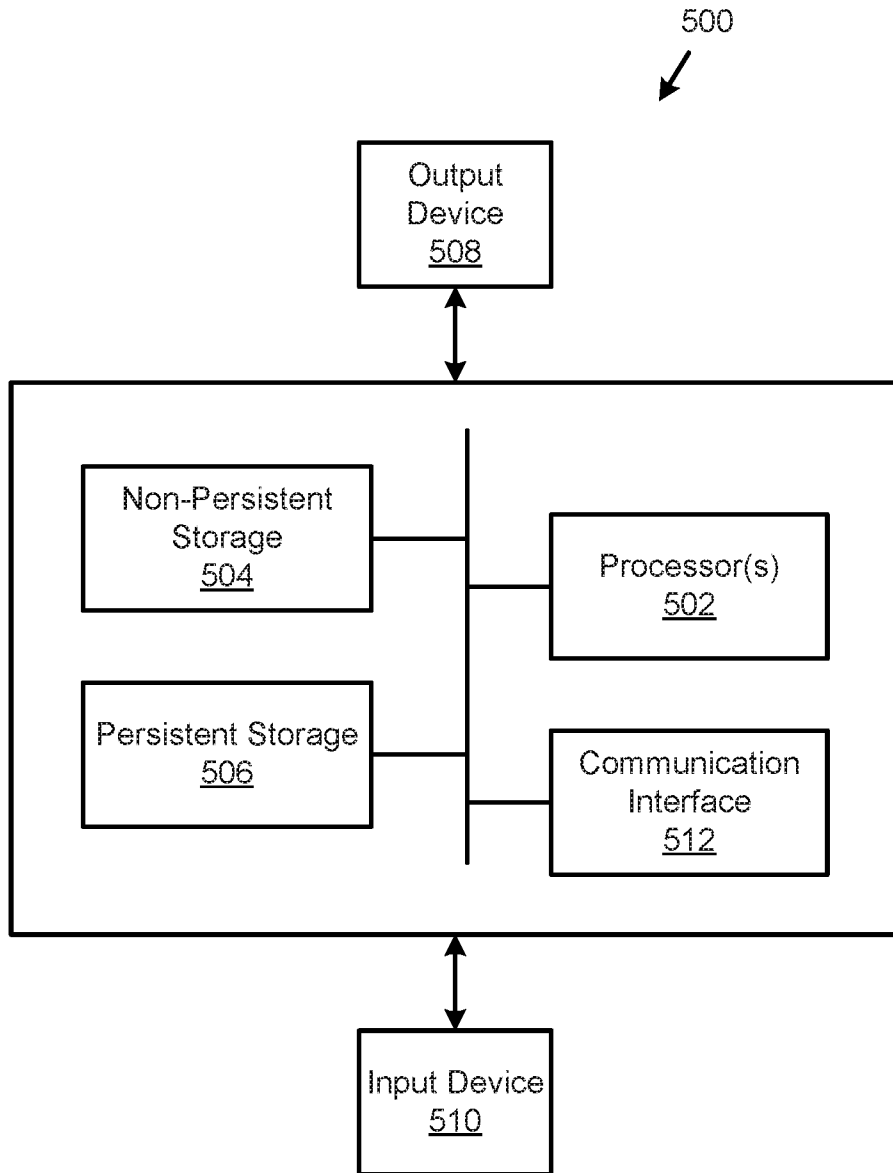 500
Output
Device
508
Non-Persistent
Storage
504
Processor(s)
502
Persistent Storage
506
Communication
Interface
512
Input Device
510